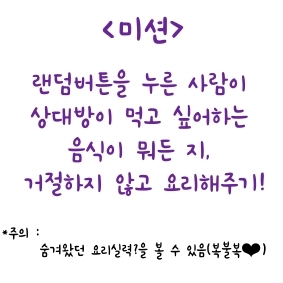 <미션>
랜덤버튼을 누른 사람이
상대방이 먹고 싶어하는
음식이 뭐든 지,
거절하지 않고 요리해주기!
*주의 :
숨겨왔던 요리실력?을 볼 수 있음(복불복❤)